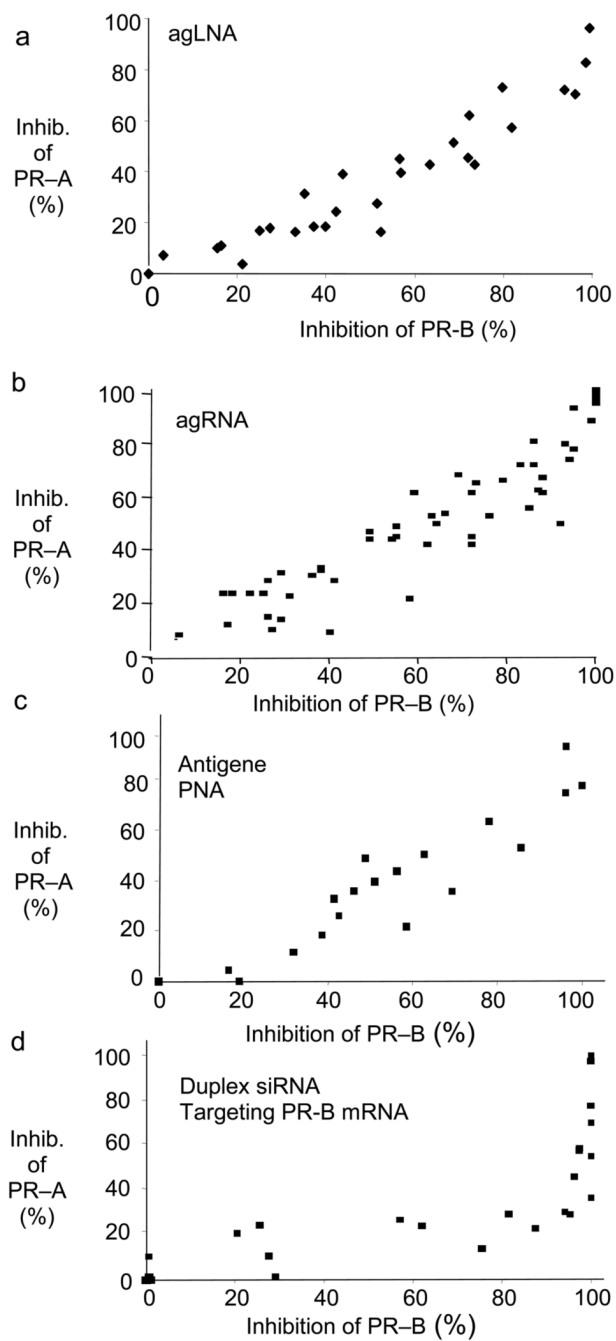 a
agLNA
100
80
60
40
20
0
Inhib.
of
PR–A
(%)
0 20 40 60 80 100
Inhibition of PR-B (%)
b
agRNA
100
80
60
40
20
0
Inhib.
of
PR–A
(%)
0 20 40 60 80 100
Inhibition of PR–B (%)
c
Antigene
PNA
100
80
60
40
20
0
Inhib.
of
PR–A
(%)
0 20 40 60 80 100
Inhibition of PR–B (%)
d
Duplex siRNA
Targeting PR-B mRNA
100
80
60
40
20
0
Inhib.
of
PR–A
(%)
0 20 40 60 80 100
Inhibition of PR–B (%)